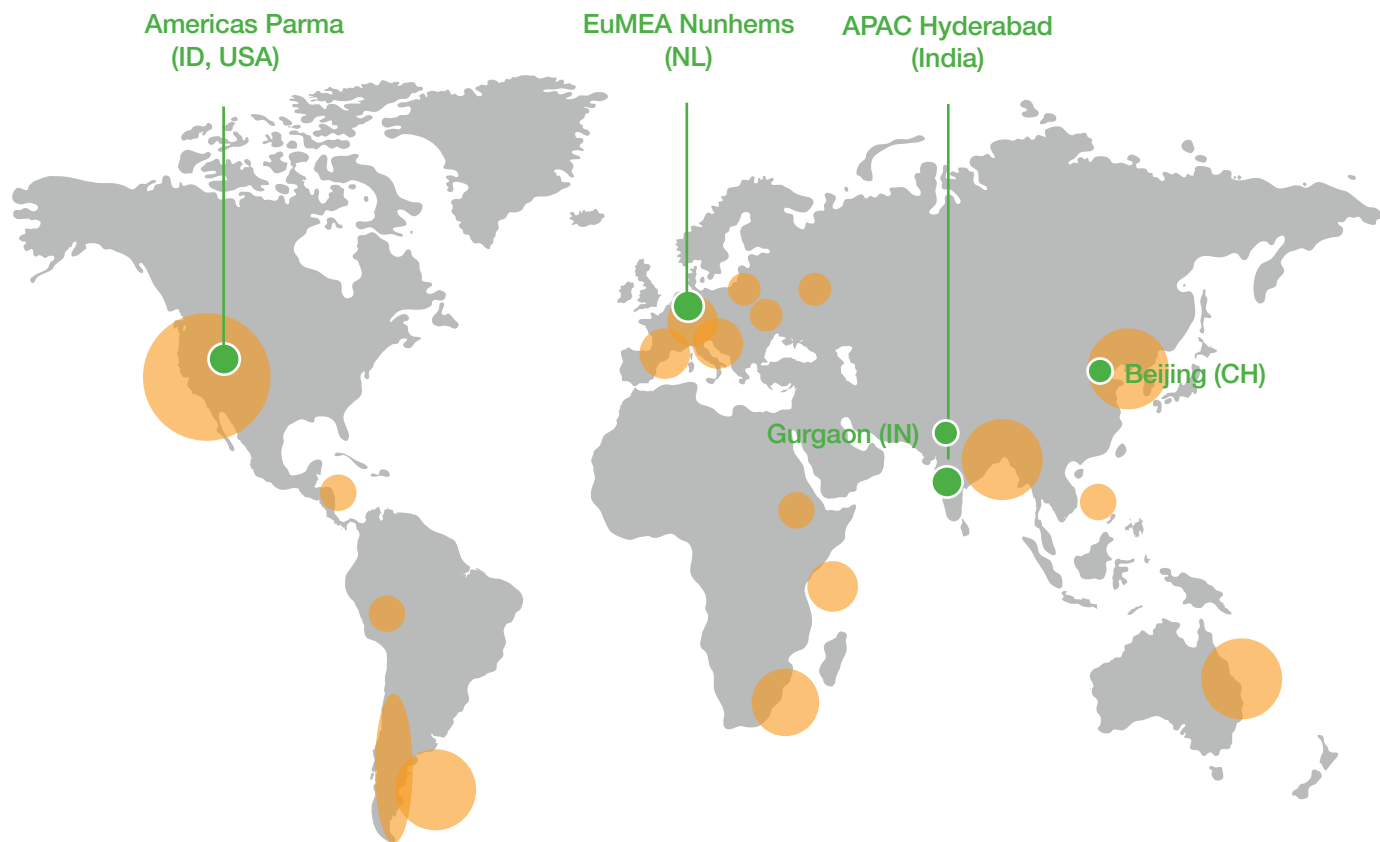 Americas Parma
(ID, USA)
EuMEA Nunhems
(NL)
APAC Hyderabad
(India)
Beijing (CH)
Gurgaon (IN)